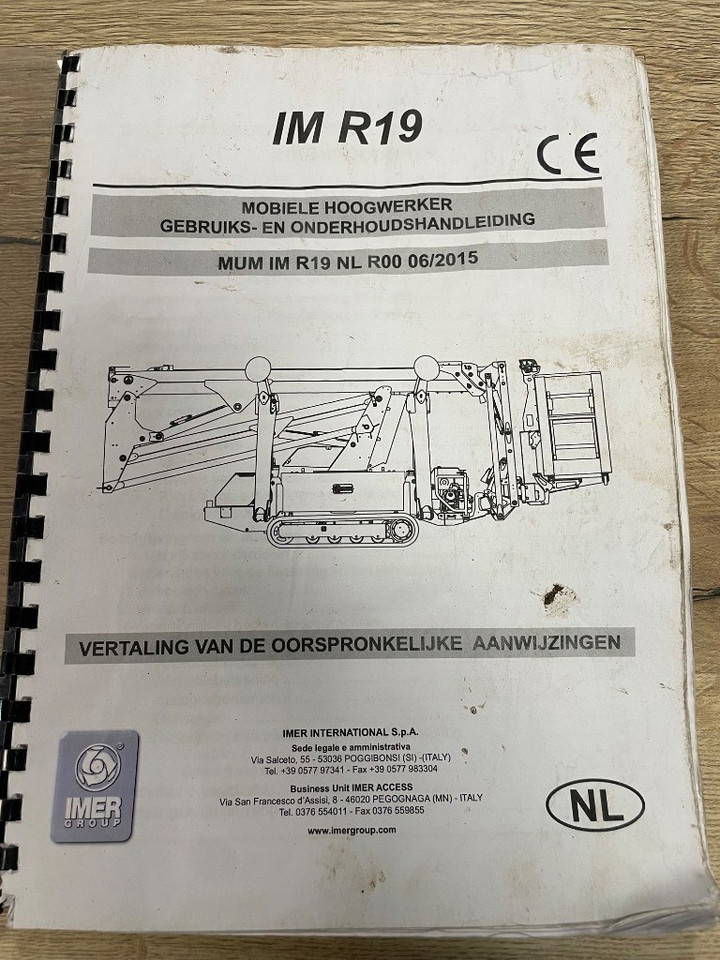 IM R19
CE
MOBIELE HOOGWERKER
GEBRUIKS- EN ONDERHOUDSHANDLEIDING
MUM IM R19 NL R00 06/2015
VERTALING VAN DE OORSPRONKELIJKE AANWIJZINGEN
IMER INTERNATIONAL S.p.A.
Sede legale e amministrativa
Via Salceto, 55 - 53036 POGGIBONSI (SI) -(ITALY)
Tel. +39 0577 97341 - Fax +39 0577 983304
Business Unit IMER ACCESS
Via San Francesco d'Assisi, 8 - 46020 PEGOGNAGA (MN) - ITALY
Tel. 0376 554011 - Fax 0376 559855
www.imergroup.com
®
IMER
GROUP
NL